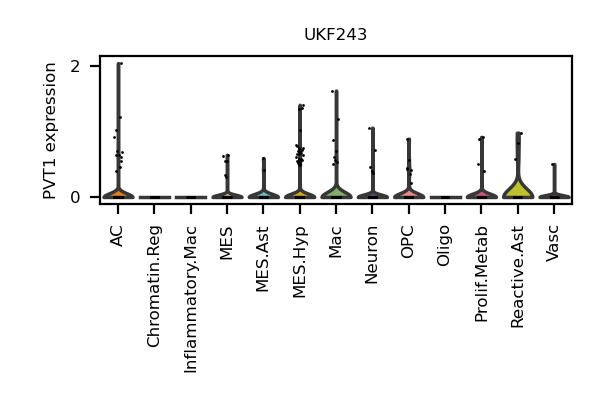 UKF243
PVT1 expression
2
0
AC
Chromatin.Reg
Inflammatory.Mac
MES
MES.Ast
MES.Hyp
Mac
Neuron
OPC
Oligo
Prolif.Metab
Reactive.Ast
Vasc